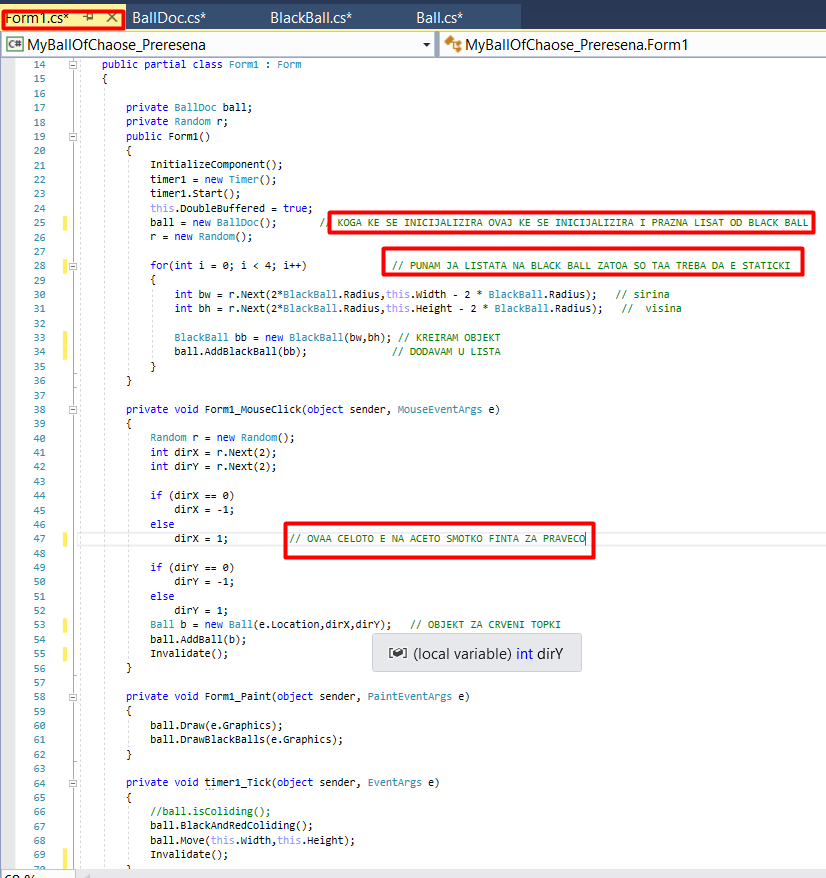 Form1.cs* BallDoc.cs* BlackBall.cs* Ball.cs*
C# MyBallOfChaose_Preresena MyBallOfChaose_Preresena.Form1
14 public partial class Form1 : Form
15 {
16
17 private BallDoc ball;
18 private Random r;
19 public Form1()
20 {
21 InitializeComponent();
22 timer1 = new Timer();
23 timer1.Start();
24 this.DoubleBuffered = true;
25 ball = new BallDoc(); // KOGA KE SE INICIJALIZIRA OVAJ KE SE INICIJALIZIRA I PRAZNA LISAT OD BLACK BALL
26 r = new Random();
27
28 for(int i = 0; i < 4; i++) // PUNAM JA LISTATA NA BLACK BALL ZATOA SO TAA TREBA DA E STATICKI
29 {
30 int bw = r.Next(2*BlackBall.Radius,this.Width - 2 * BlackBall.Radius); // sirina
31 int bh = r.Next(2*BlackBall.Radius,this.Height - 2 * BlackBall.Radius); // visina
32
33 BlackBall bb = new BlackBall(bw,bh); // KREIRAM OBJEKT
34 ball.AddBlackBall(bb); // DODAVAM U LISTA
35 }
36 }
37
38 private void Form1_MouseClick(object sender, MouseEventArgs e)
39 {
40 Random r = new Random();
41 int dirX = r.Next(2);
42 int dirY = r.Next(2);
43
44 if (dirX == 0)
45 dirX = -1;
46 else
47 dirX = 1; // OVAA CELOTO E NA ACETO SMOTKO FINTA ZA PRAVECO
48
49 if (dirY == 0)
50 dirY = -1;
51 else
52 dirY = 1;
53 Ball b = new Ball(e.Location,dirX,dirY); // OBJEKT ZA CRVENI TOPKI
54 ball.AddBall(b);
55 Invalidate(); (local variable) int dirY
56 }
57
58 private void Form1_Paint(object sender, PaintEventArgs e)
59 {
60 ball.Draw(e.Graphics);
61 ball.DrawBlackBalls(e.Graphics);
62 }
63
64 private void timer1_Tick(object sender, EventArgs e)
65 {
66 //ball.isColiding();
67 ball.BlackAndRedColiding();
68 ball.Move(this.Width,this.Height);
69 Invalidate();